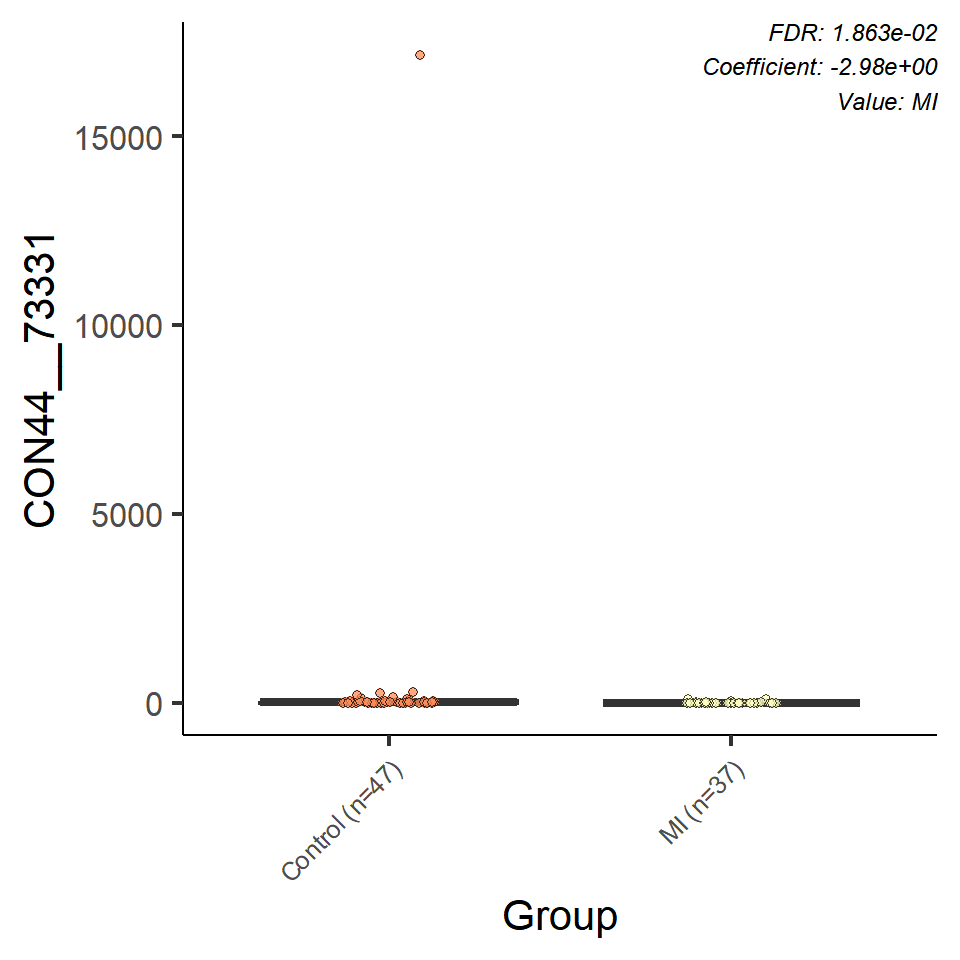 FDR: 1.863e-02
Coefficient: -2.98e+00
Value: MI
CON44__73331
15000
10000
5000
0
Control (n=47)
MI (n=37)
Group